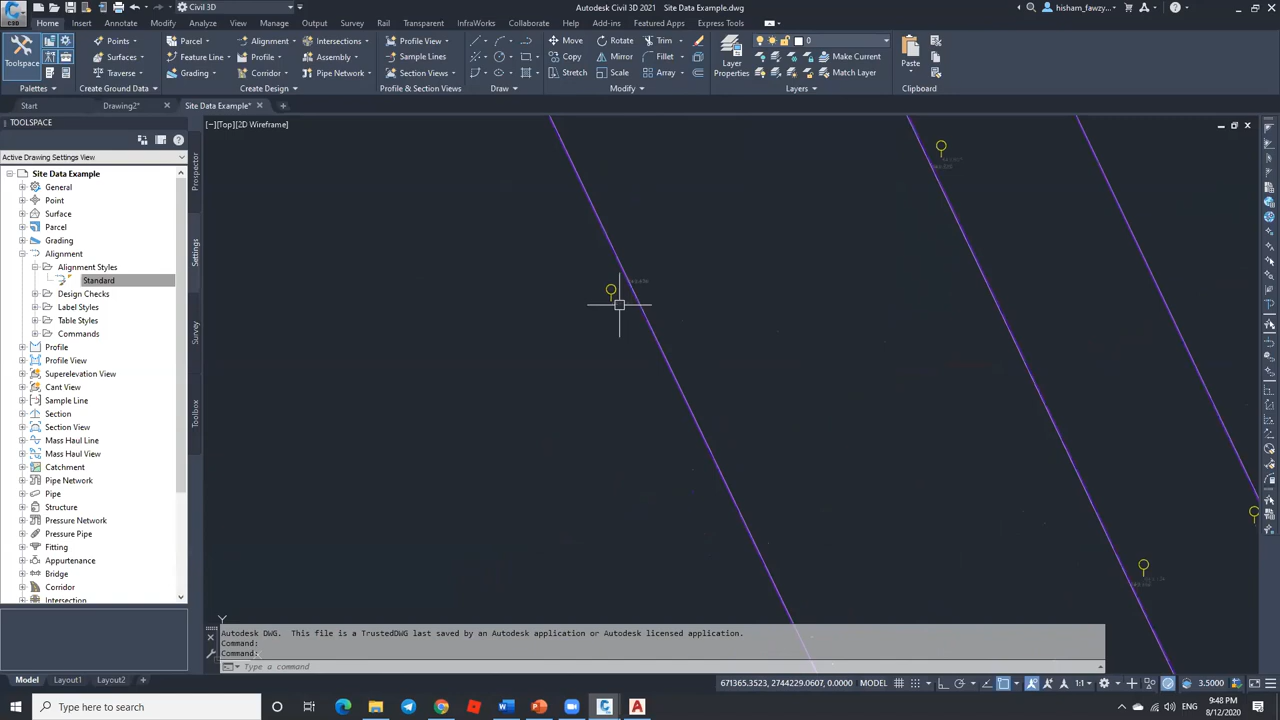 C3D
Civil 3D
Autodesk Civil 3D 2021
Site Data Example.dwg
hisham_fawzy...
Home
Insert
Annotate
Modify
Analyze
View
Manage
Output
Survey
Rail
Transparent
InfraWorks
Collaborate
Help
Add-ins
Featured Apps
Express Tools
Toolspace
Points
Surfaces
Traverse
Parcel
Feature Line
Grading
Alignment
Profile
Corridor
Intersections
Assembly
Pipe Network
Profile View
Sample Lines
Section Views
Move
Copy
Stretch
Rotate
Mirror
Scale
Trim
Fillet
Array
Layer
Properties
0
Make Current
Match Layer
Paste
Palettes
Create Ground Data
Create Design
Profile & Section Views
Draw
Modify
Layers
Clipboard
Start
Drawing2*
Site Data Example*
TOOLSPACE
[−][Top][2D Wireframe]
Active Drawing Settings View
Site Data Example
General
Point
Surface
Parcel
Grading
Alignment
Alignment Styles
Standard
Design Checks
Label Styles
Table Styles
Commands
Profile
Profile View
Superelevation View
Cant View
Sample Line
Section
Section View
Mass Haul Line
Mass Haul View
Catchment
Pipe Network
Pipe
Structure
Pressure Network
Pressure Pipe
Fitting
Appurtenance
Bridge
Corridor
Intersection
Prospector
Settings
Survey
Toolbox
Y
Autodesk DWG. This file is a TrustedDWG last saved by an Autodesk application or Autodesk licensed application.
Command:
Command:
Type a command
Model
Layout1
Layout2
671365.3523, 2744229.0607, 0.0000
MODEL
1:1
3.5000
Type here to search
9:48 PM
8/12/2020